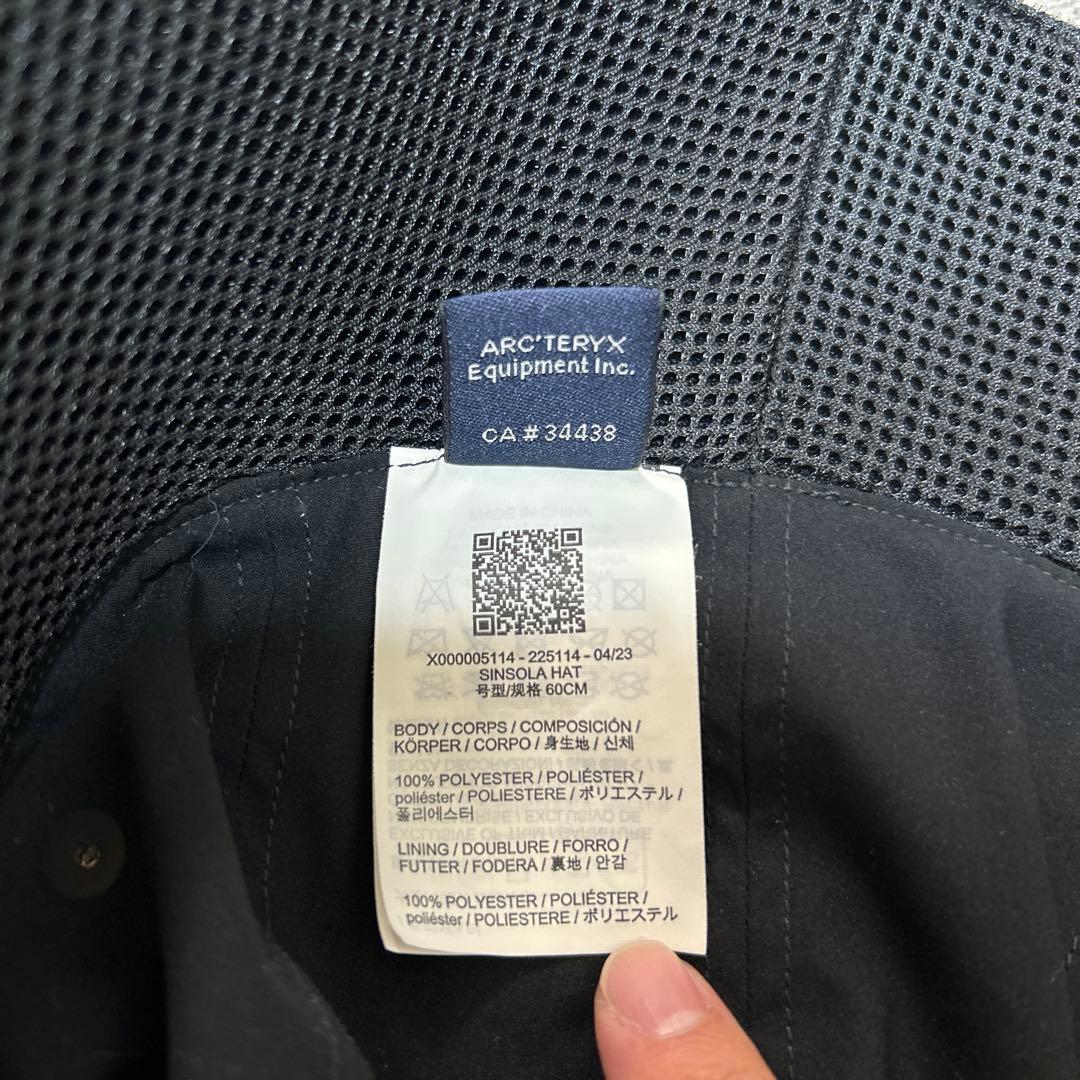 ARC'TERYX
Equipment Inc.
CA # 34438
MADE IN CHINA
X000005114 - 225114 - 04/23
SINSOLA HAT
号型/规格 60CM
BODY / CORPS / COMPOSICIÓN /
KÖRPER / CORPO / 身生地 / 신체
100% POLYESTER / POLIÉSTER /
poliéster / POLIESTERE / ポリエステル /
폴리에스터
LINING / DOUBLURE / FORRO /
FUTTER / FODERA / 裏地 / 안감
100% POLYESTER / POLIÉSTER /
poliéster / POLIESTERE / ポリエステル